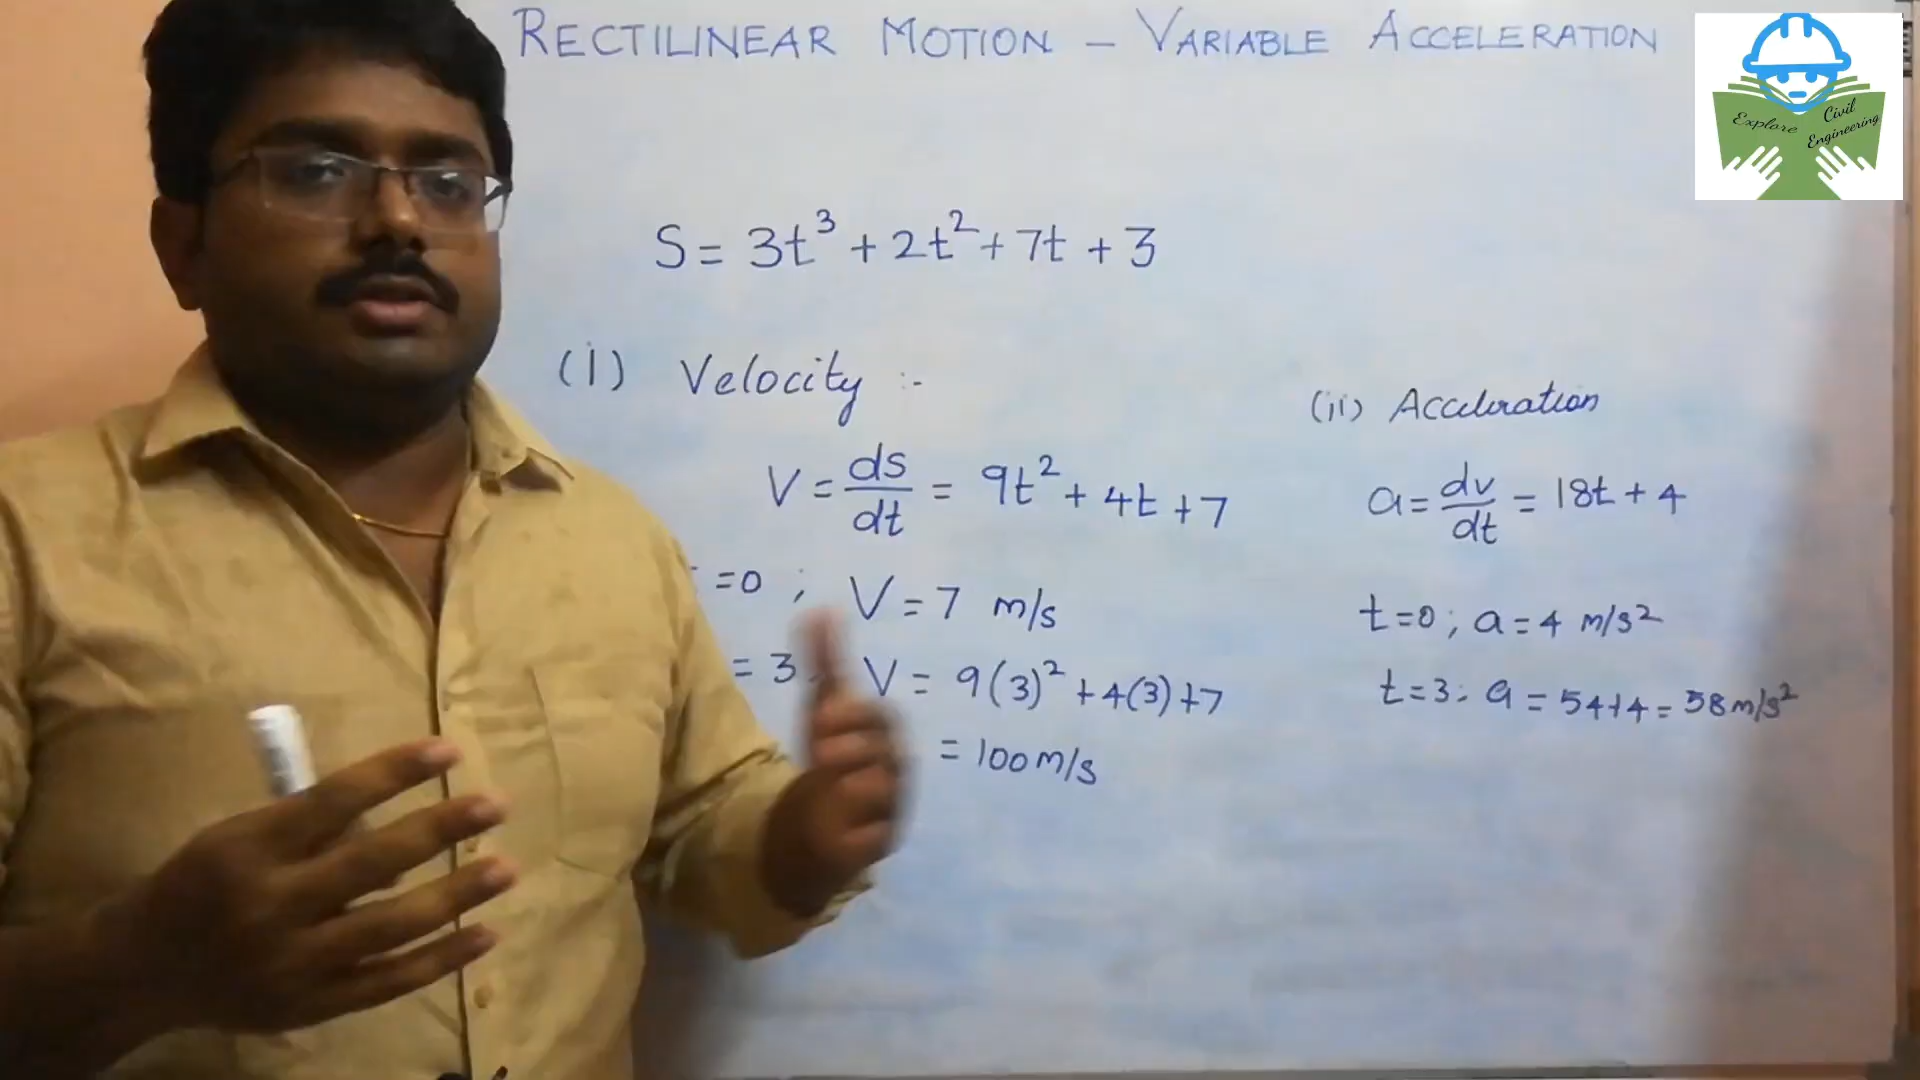 RECTILINEAR MOTION – VARIABLE ACCELERATION
Explore Civil Engineering
S = 3t³ + 2t² + 7t + 3
(i) Velocity :-
V = ds/dt = 9t² + 4t + 7
=0 ; V = 7 m/s
= 3 V = 9(3)² + 4(3) + 7
= 100 m/s
(ii) Acceleration
a = dv/dt = 18t + 4
t=0 ; a = 4 m/s²
t=3 ; a = 54+4 = 58 m/s²